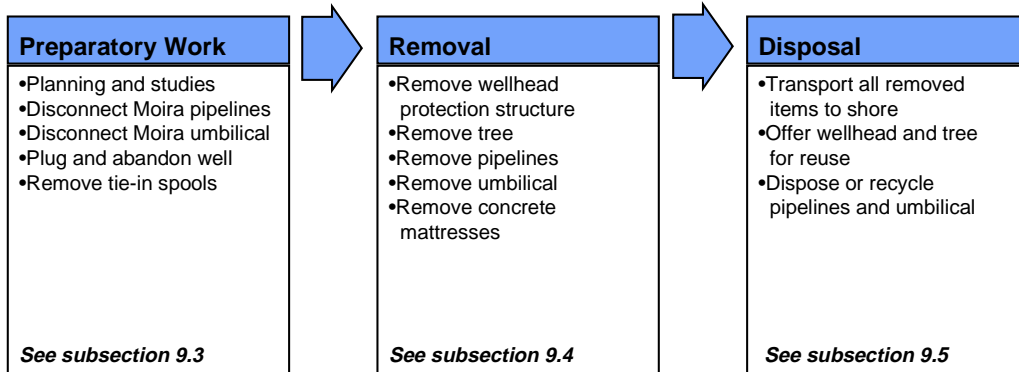 Preparatory Work
•Planning and studies
•Disconnect Moira pipelines
•Disconnect Moira umbilical
•Plug and abandon well
•Remove tie-in spools
See subsection 9.3
Removal
•Remove wellhead
protection structure
•Remove tree
•Remove pipelines
•Remove umbilical
•Remove concrete
mattresses
See subsection 9.4
Disposal
•Transport all removed
items to shore
•Offer wellhead and tree
for reuse
•Dispose or recycle
pipelines and umbilical
See subsection 9.5